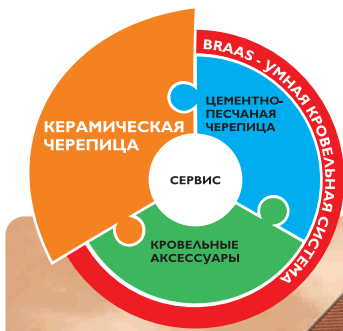 BRAAS - УМНАЯ КРОВЕЛЬНАЯ СИСТЕМА
ЦЕМЕНТНО-
ПЕСЧАНАЯ
ЧЕРЕПИЦА
КЕРАМИЧЕСКАЯ
ЧЕРЕПИЦА
СЕРВИС
КРОВЕЛЬНЫЕ
АКСЕССУАРЫ